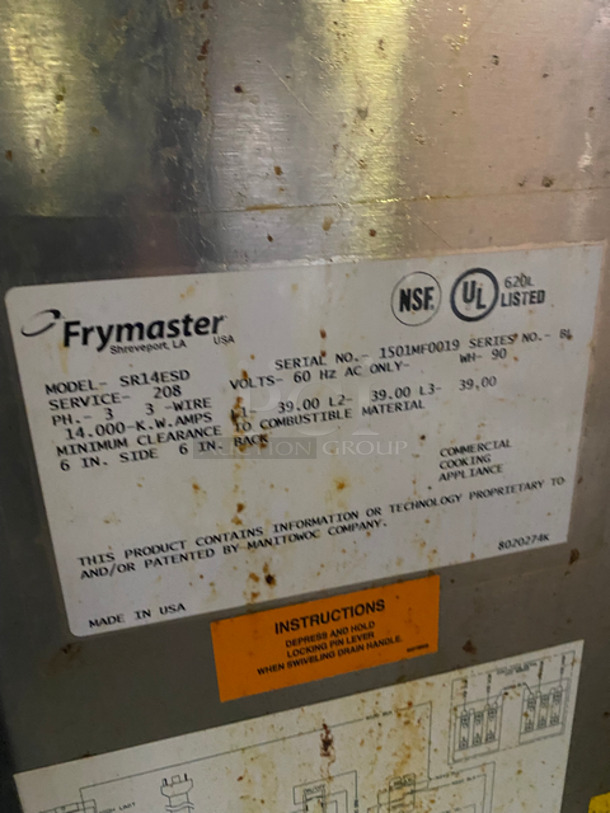 Frymaster
Shreveport, LA USA
NSF
UL
620L
LISTED
SERIAL NO.- 1501MF0019 SERIES NO.- BL
MODEL- SR14ESD
VOLTS- 60 HZ AC ONLY- WH- 90
SERVICE- 208
PH.- 3 3 -WIRE
14.000-K.W.AMPS L1- 39.00 L2- 39.00 L3- 39.00
MINIMUM CLEARANCE TO COMBUSTIBLE MATERIAL
6 IN. SIDE 6 IN. BACK
COMMERCIAL
COOKING
APPLIANCE
THIS PRODUCT CONTAINS INFORMATION OR TECHNOLOGY PROPRIETARY TO
AND/OR PATENTED BY MANITOWOC COMPANY.
8020274K
MADE IN USA
INSTRUCTIONS
DEPRESS AND HOLD
LOCKING PIN LEVER
WHEN SWIVELING DRAIN HANDLE.